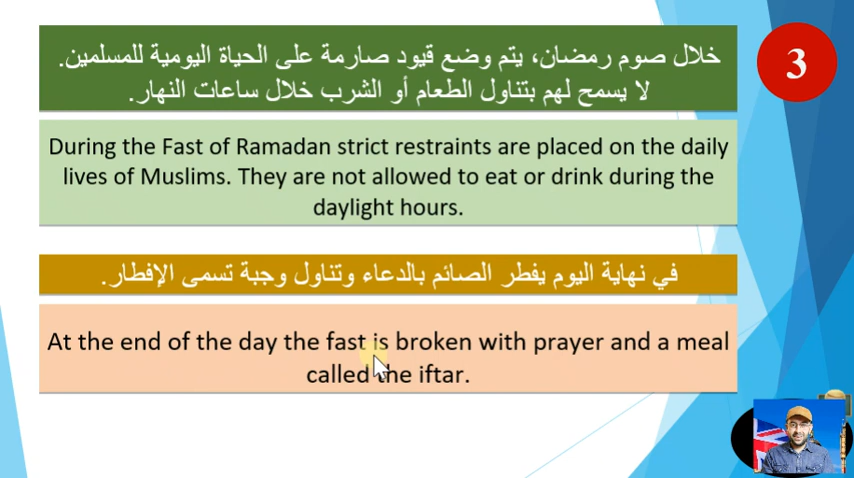 خلال صوم رمضان، يتم وضع قيود صارمة على الحياة اليومية للمسلمين.
لا يسمح لهم بتناول الطعام أو الشرب خلال ساعات النهار.
3
During the Fast of Ramadan strict restraints are placed on the daily
lives of Muslims. They are not allowed to eat or drink during the
daylight hours.
في نهاية اليوم يفطر الصائم بالدعاء وتناول وجبة تسمى الإفطار.
At the end of the day the fast is broken with prayer and a meal
called the iftar.